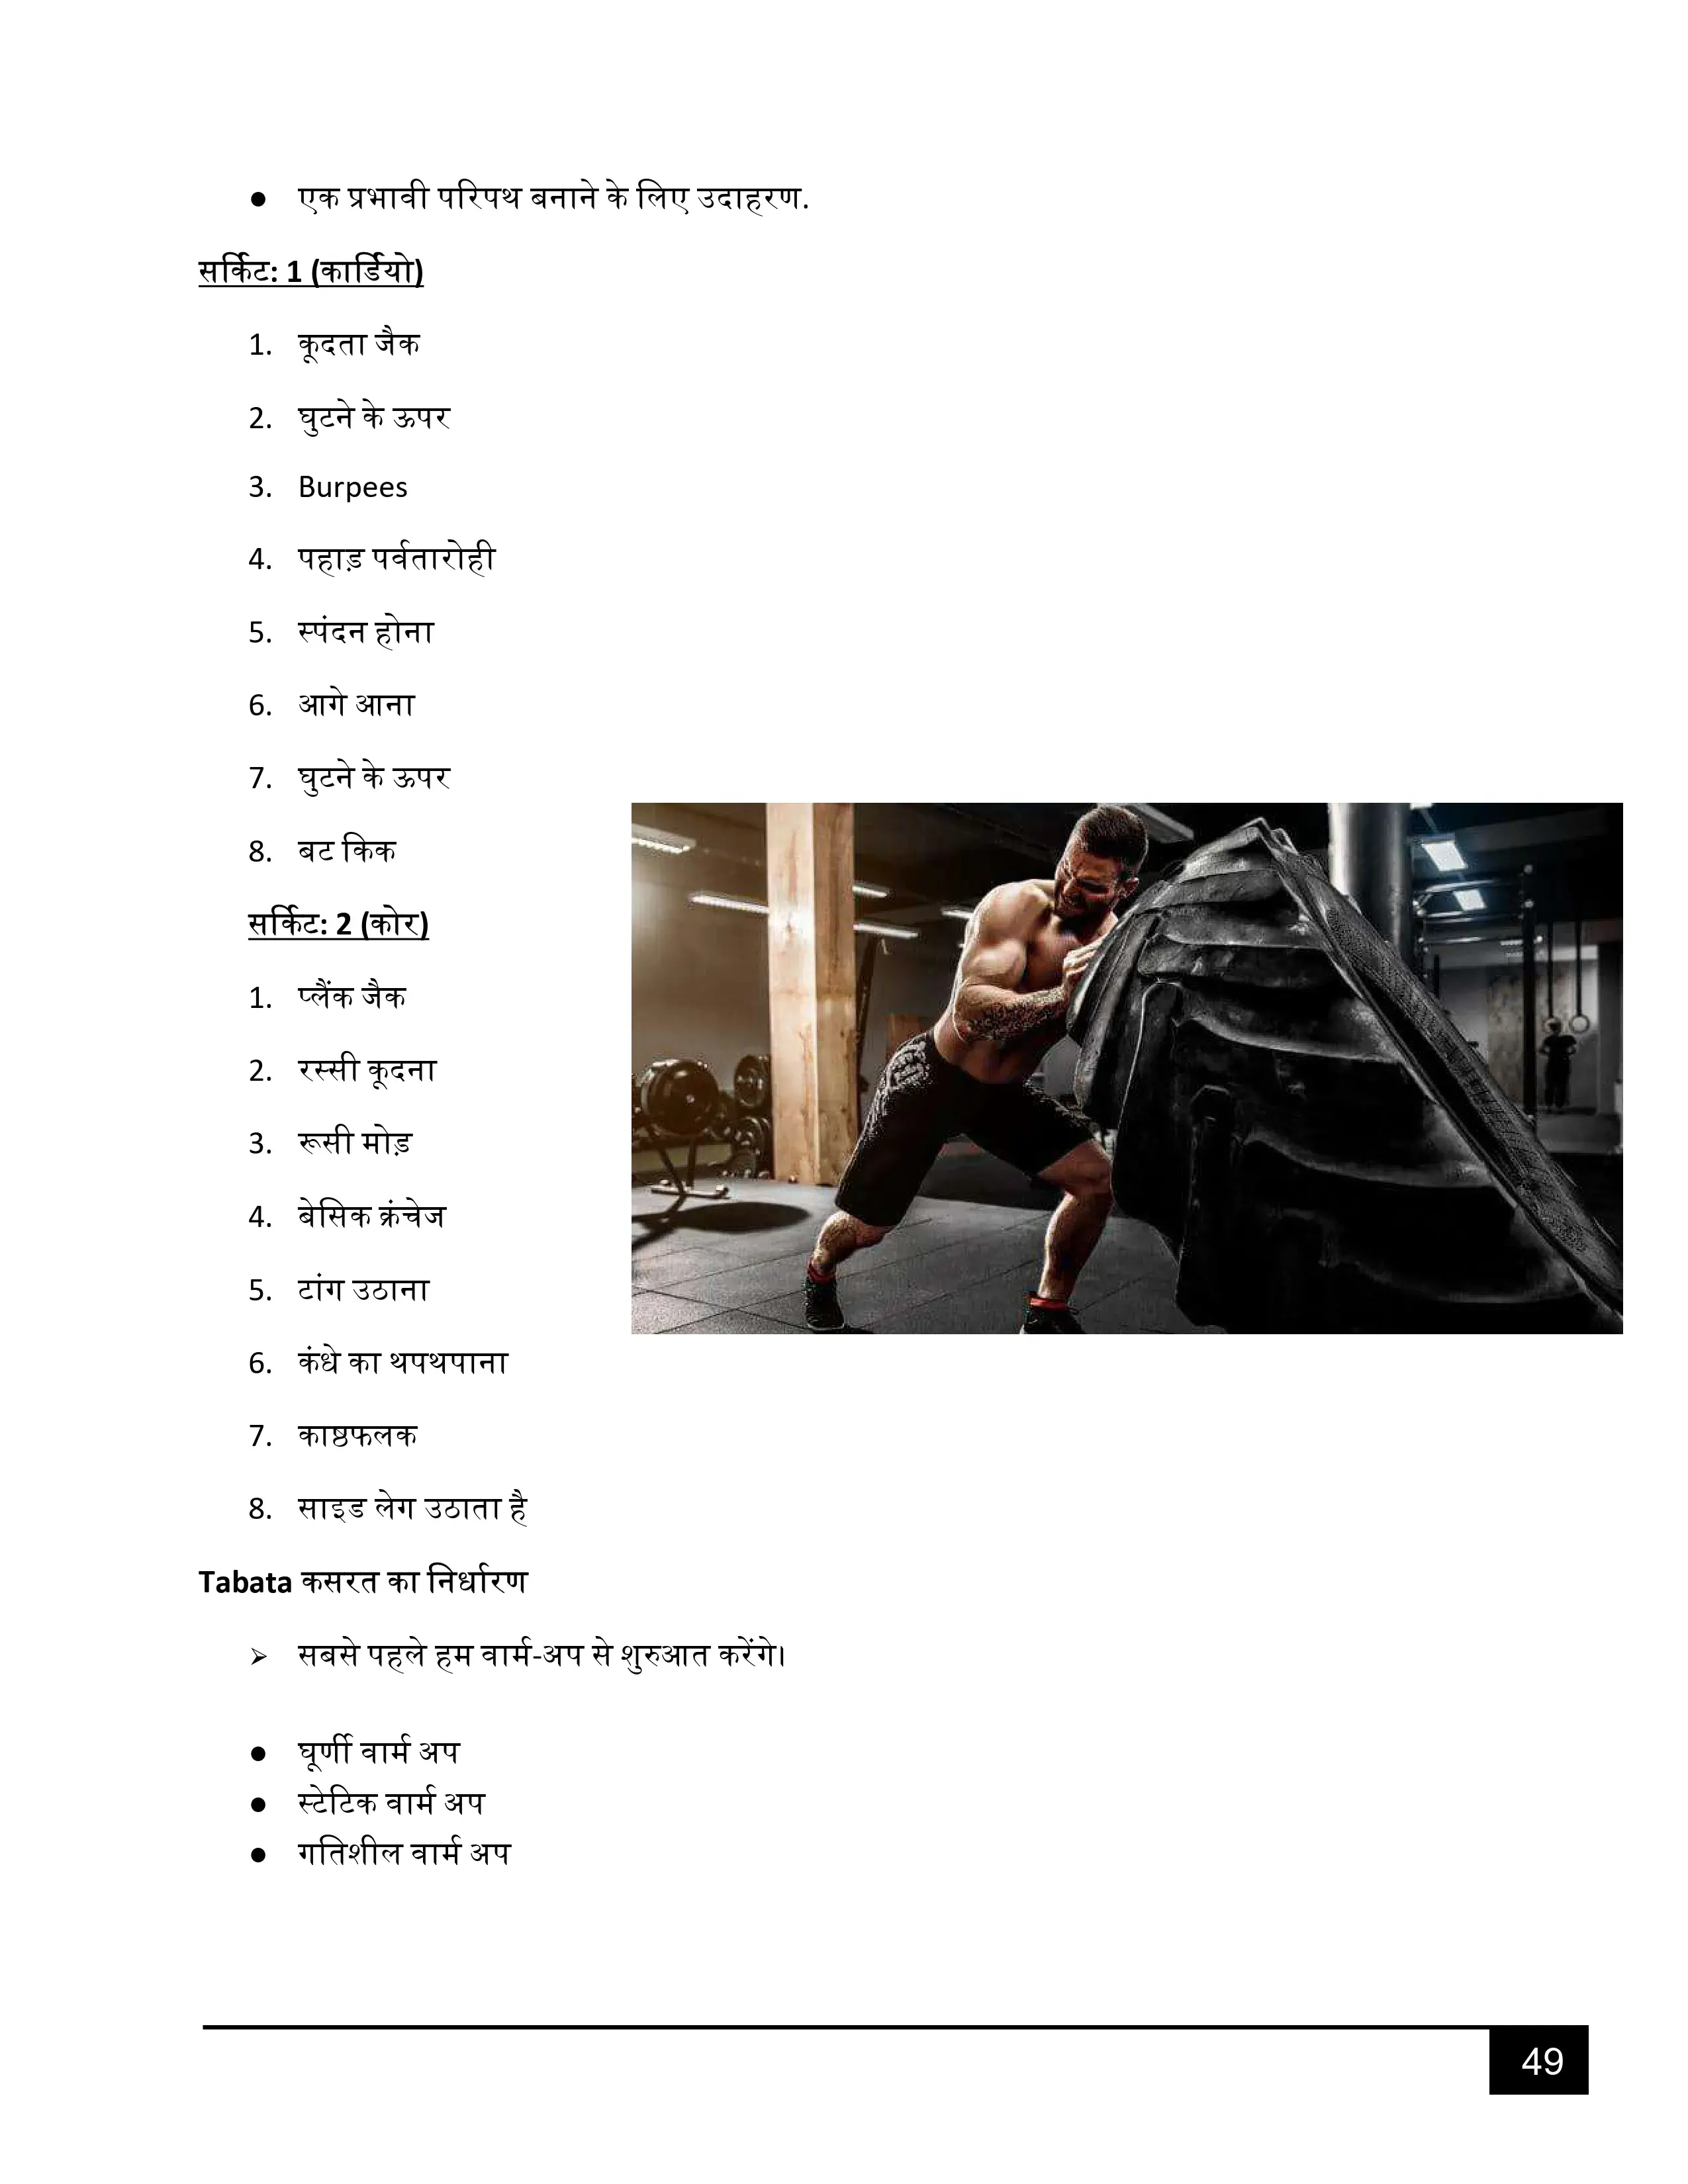 ● एक प्रभावी परिपथ बनाने के लिए उदाहरण.
सर्किट: 1 (कार्डियो)
1. कूदता जैक
2. घुटने के ऊपर
3. Burpees
4. पहाड़ पर्वतारोही
5. स्पंदन होना
6. आगे आना
7. घुटने के ऊपर
8. बट किक
सर्किट: 2 (कोर)
1. प्लैंक जैक
2. रस्सी कूदना
3. रूसी मोड़
4. बेसिक क्रंचेज
5. टांग उठाना
6. कंधे का थपथपाना
7. काष्ठफलक
8. साइड लेग उठाता है
Tabata कसरत का निर्धारण
➢ सबसे पहले हम वार्म-अप से शुरुआत करेंगे।
● घूर्णी वार्म अप
● स्टेटिक वार्म अप
● गतिशील वार्म अप
49